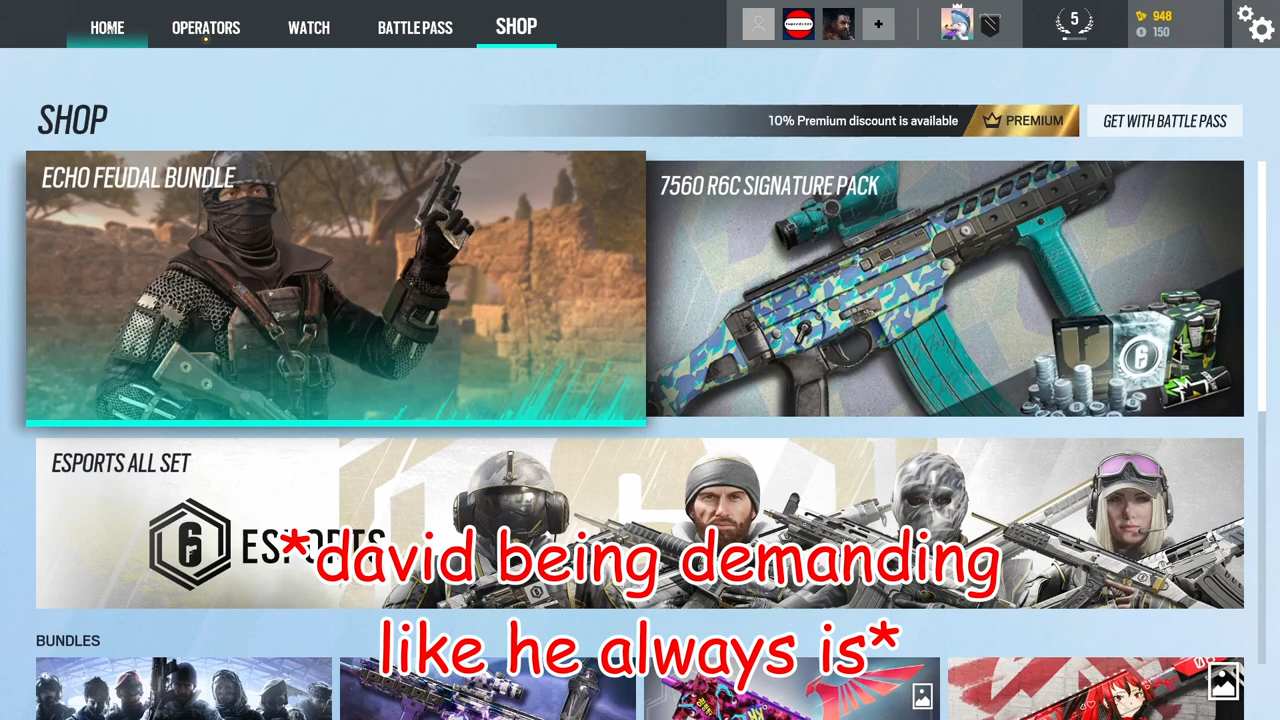 HOME OPERATORS WATCH BATTLE PASS SHOP
5
948
150
SHOP
10% Premium discount is available PREMIUM GET WITH BATTLE PASS
ECHO FEUDAL BUNDLE
7560 R6C SIGNATURE PACK
ESPORTS ALL SET
6 ESPORTS
*david being demanding
like he always is*
BUNDLES